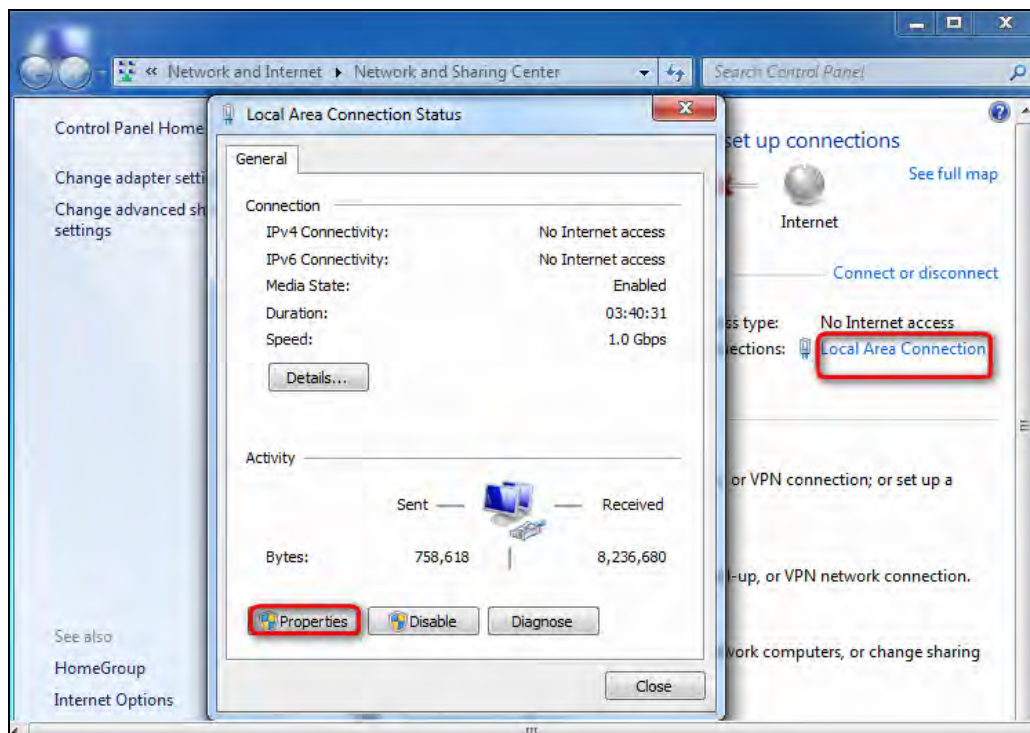 « Network and Internet Network and Sharing Center
Search Control Panel
Local Area Connection Status
Control Panel Home
Change adapter setti
Change advanced sh
settings
General
Connection
IPv4 Connectivity: No Internet access
IPv6 Connectivity: No Internet access
Media State: Enabled
Duration: 03:40:31
Speed: 1.0 Gbps
Details...
Activity
Sent Received
Bytes: 758,618 8,236,680
Properties Disable Diagnose
Close
set up connections
See full map
Internet
Connect or disconnect
ss type: No Internet access
ections: Local Area Connection
or VPN connection; or set up a
-up, or VPN network connection.
work computers, or change sharing
See also
HomeGroup
Internet Options